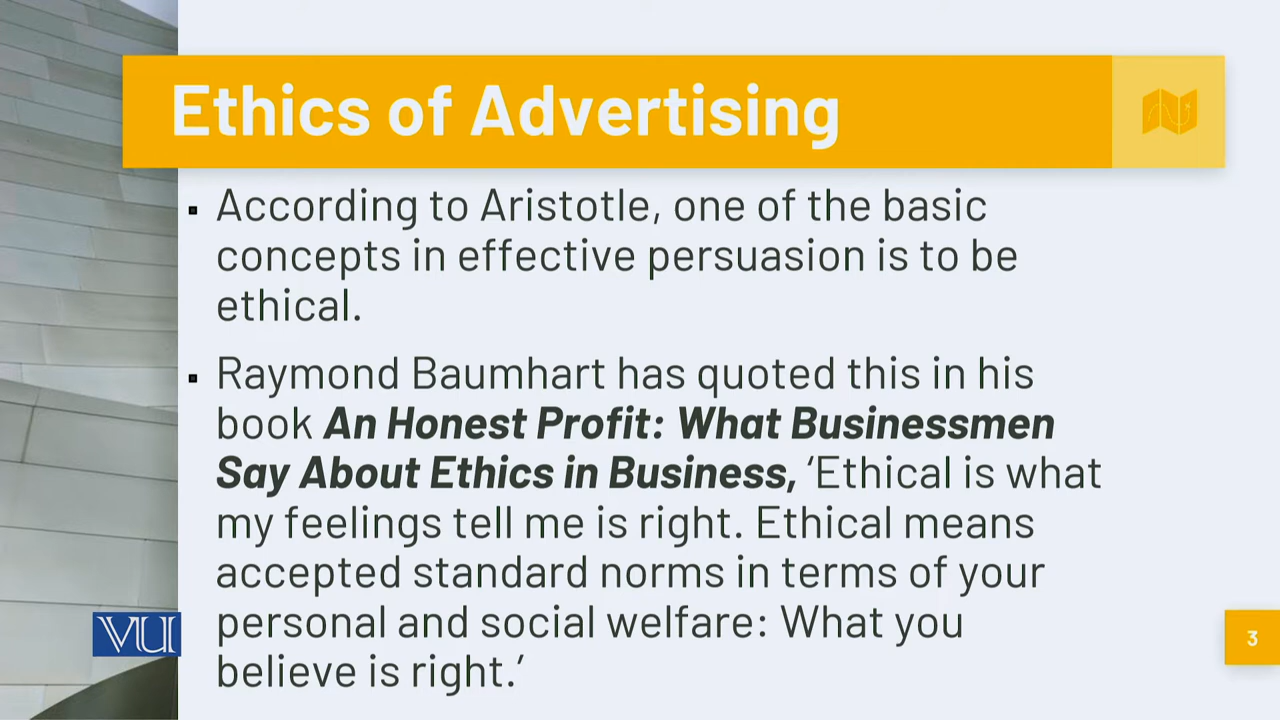 Ethics of Advertising
▪ According to Aristotle, one of the basic
concepts in effective persuasion is to be
ethical.
▪ Raymond Baumhart has quoted this in his
book An Honest Profit: What Businessmen
Say About Ethics in Business, ‘Ethical is what
my feelings tell me is right. Ethical means
accepted standard norms in terms of your
personal and social welfare: What you
believe is right.’
VU
3